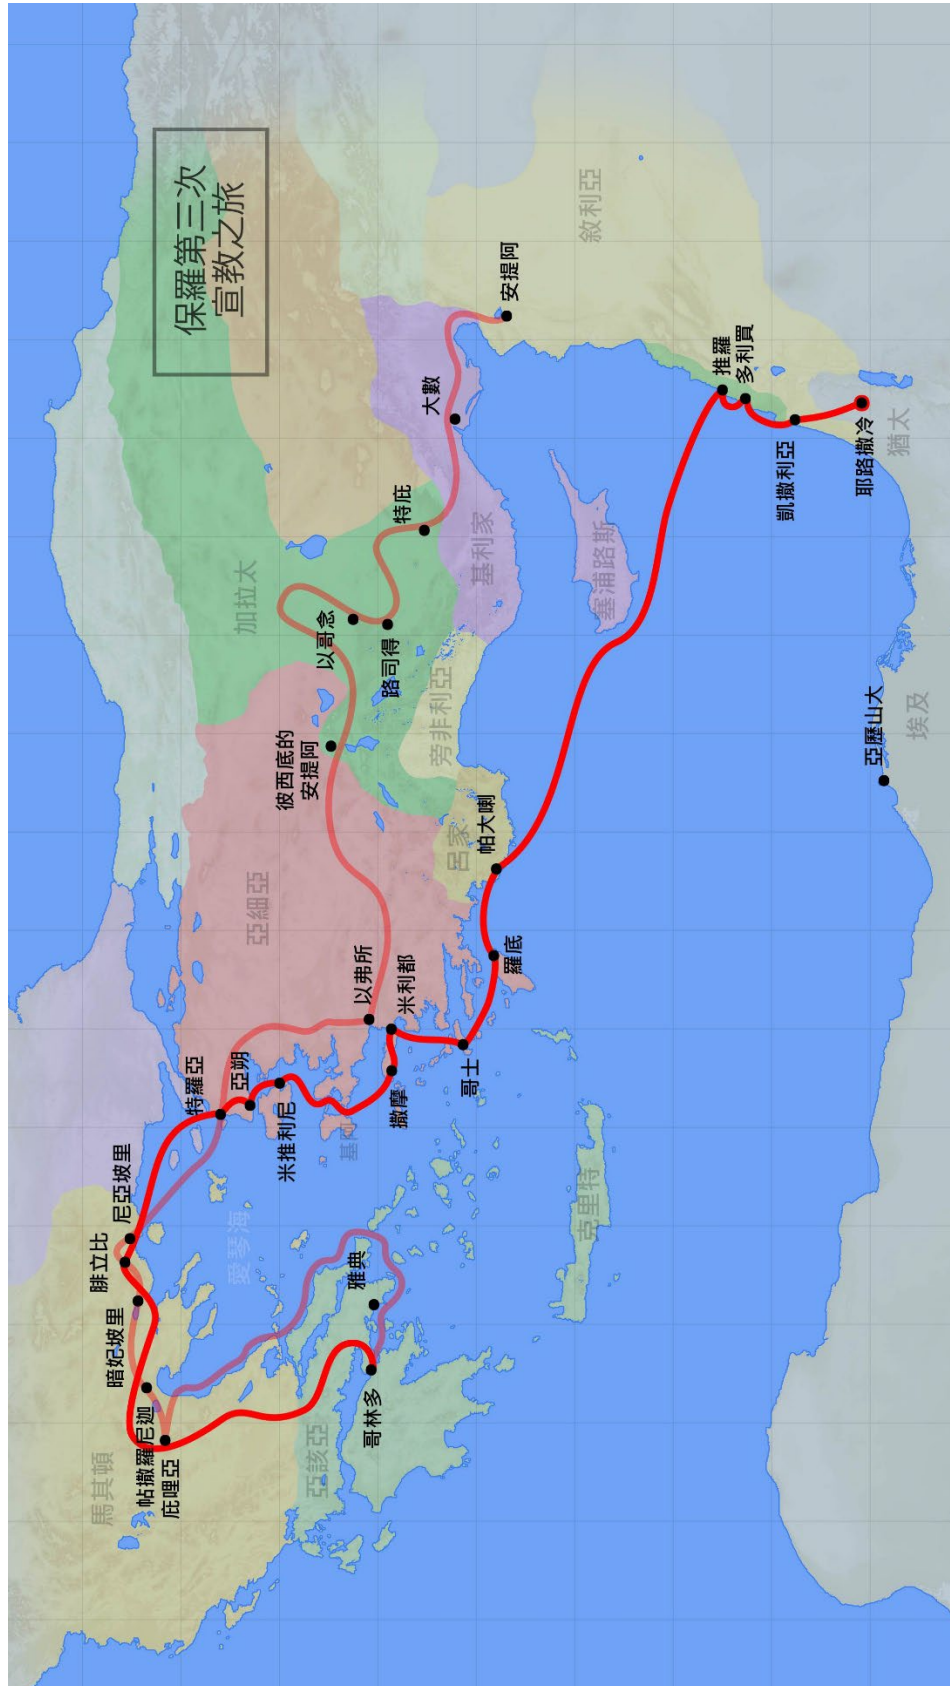 保羅第三次
宣教之旅
馬其頓
腓立比
尼亞坡里
暗妃坡里
帖撒羅尼迦
庇哩亞
特羅亞
亞朔
米推利尼
亞細亞
加拉太
愛琴海
亞該亞
雅典
哥林多
以弗所
米利都
撒摩
哥士
彼西底的
安提阿
以哥念
路司得
特庇
大數
安提阿
基利家
旁非利亞
呂家
帕大喇
羅底
克里特
塞浦路斯
敘利亞
推羅
多利買
凱撒利亞
耶路撒冷
猶太
亞歷山大
埃及